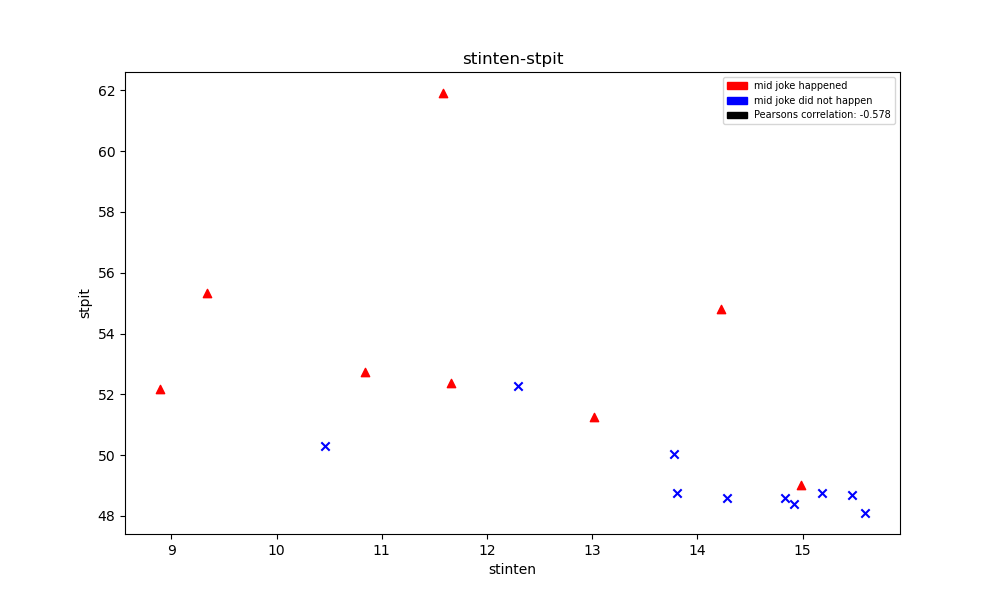 stinten-stpit
mid joke happened
mid joke did not happen
Pearsons correlation: -0.578
62
60
58
56
54
52
50
48
stpit
9 10 11 12 13 14 15
stinten